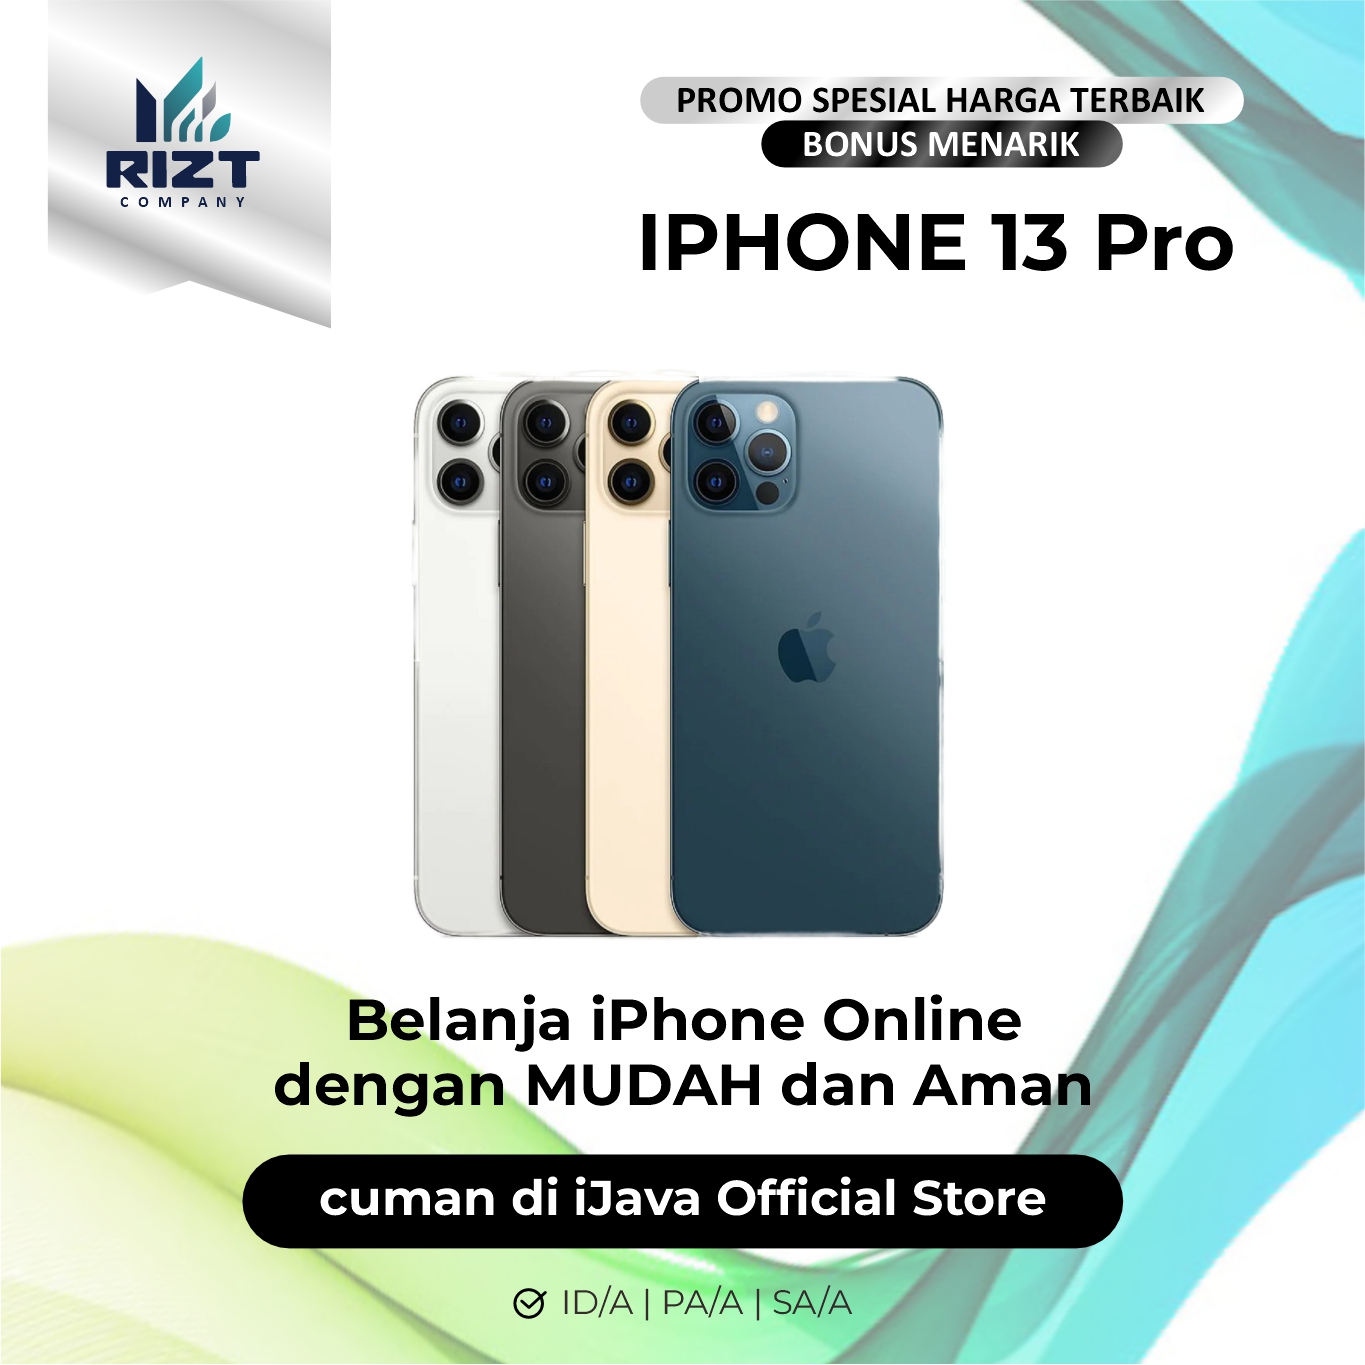 RIZT
COMPANY
PROMO SPESIAL HARGA TERBAIK
BONUS MENARIK
IPHONE 13 Pro
Belanja iPhone Online
dengan MUDAH dan Aman
cuman di iJava Official Store
ID/A | PA/A | SA/A